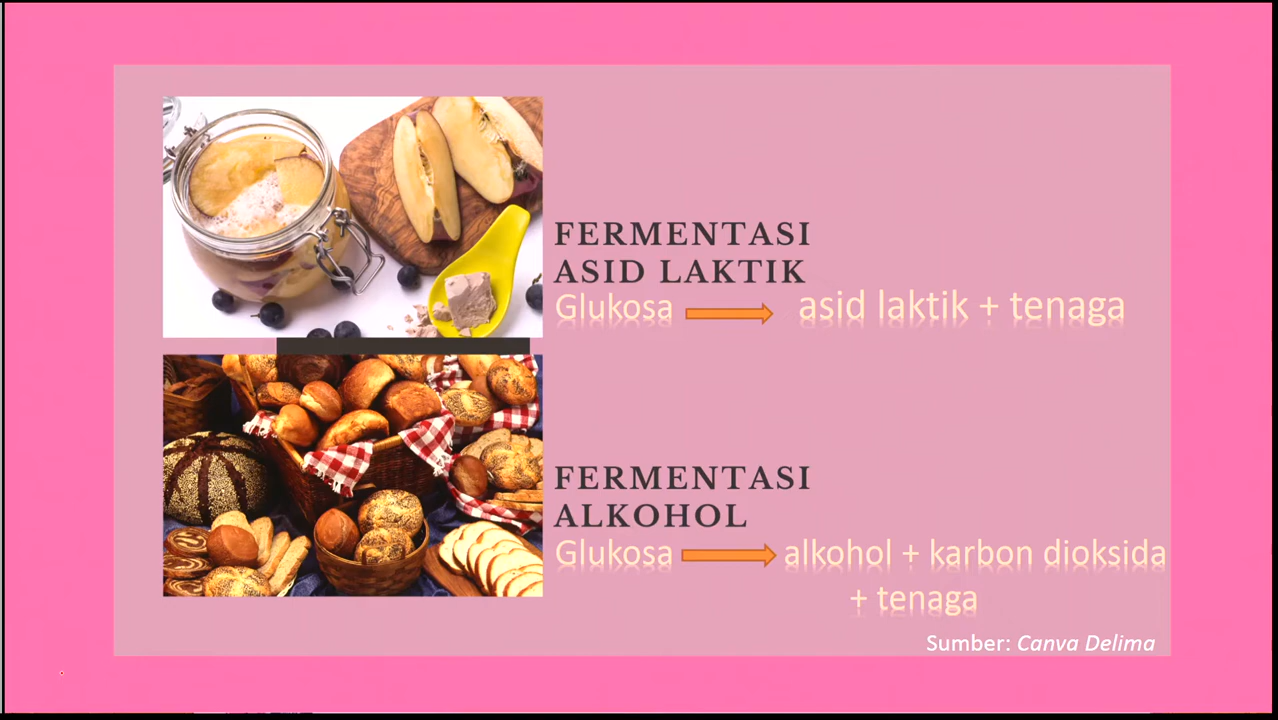 FERMENTASI
ASID LAKTIK
Glukosa asid laktik + tenaga
FERMENTASI
ALKOHOL
Glukosa alkohol + karbon dioksida
+ tenaga
Sumber: Canva Delima